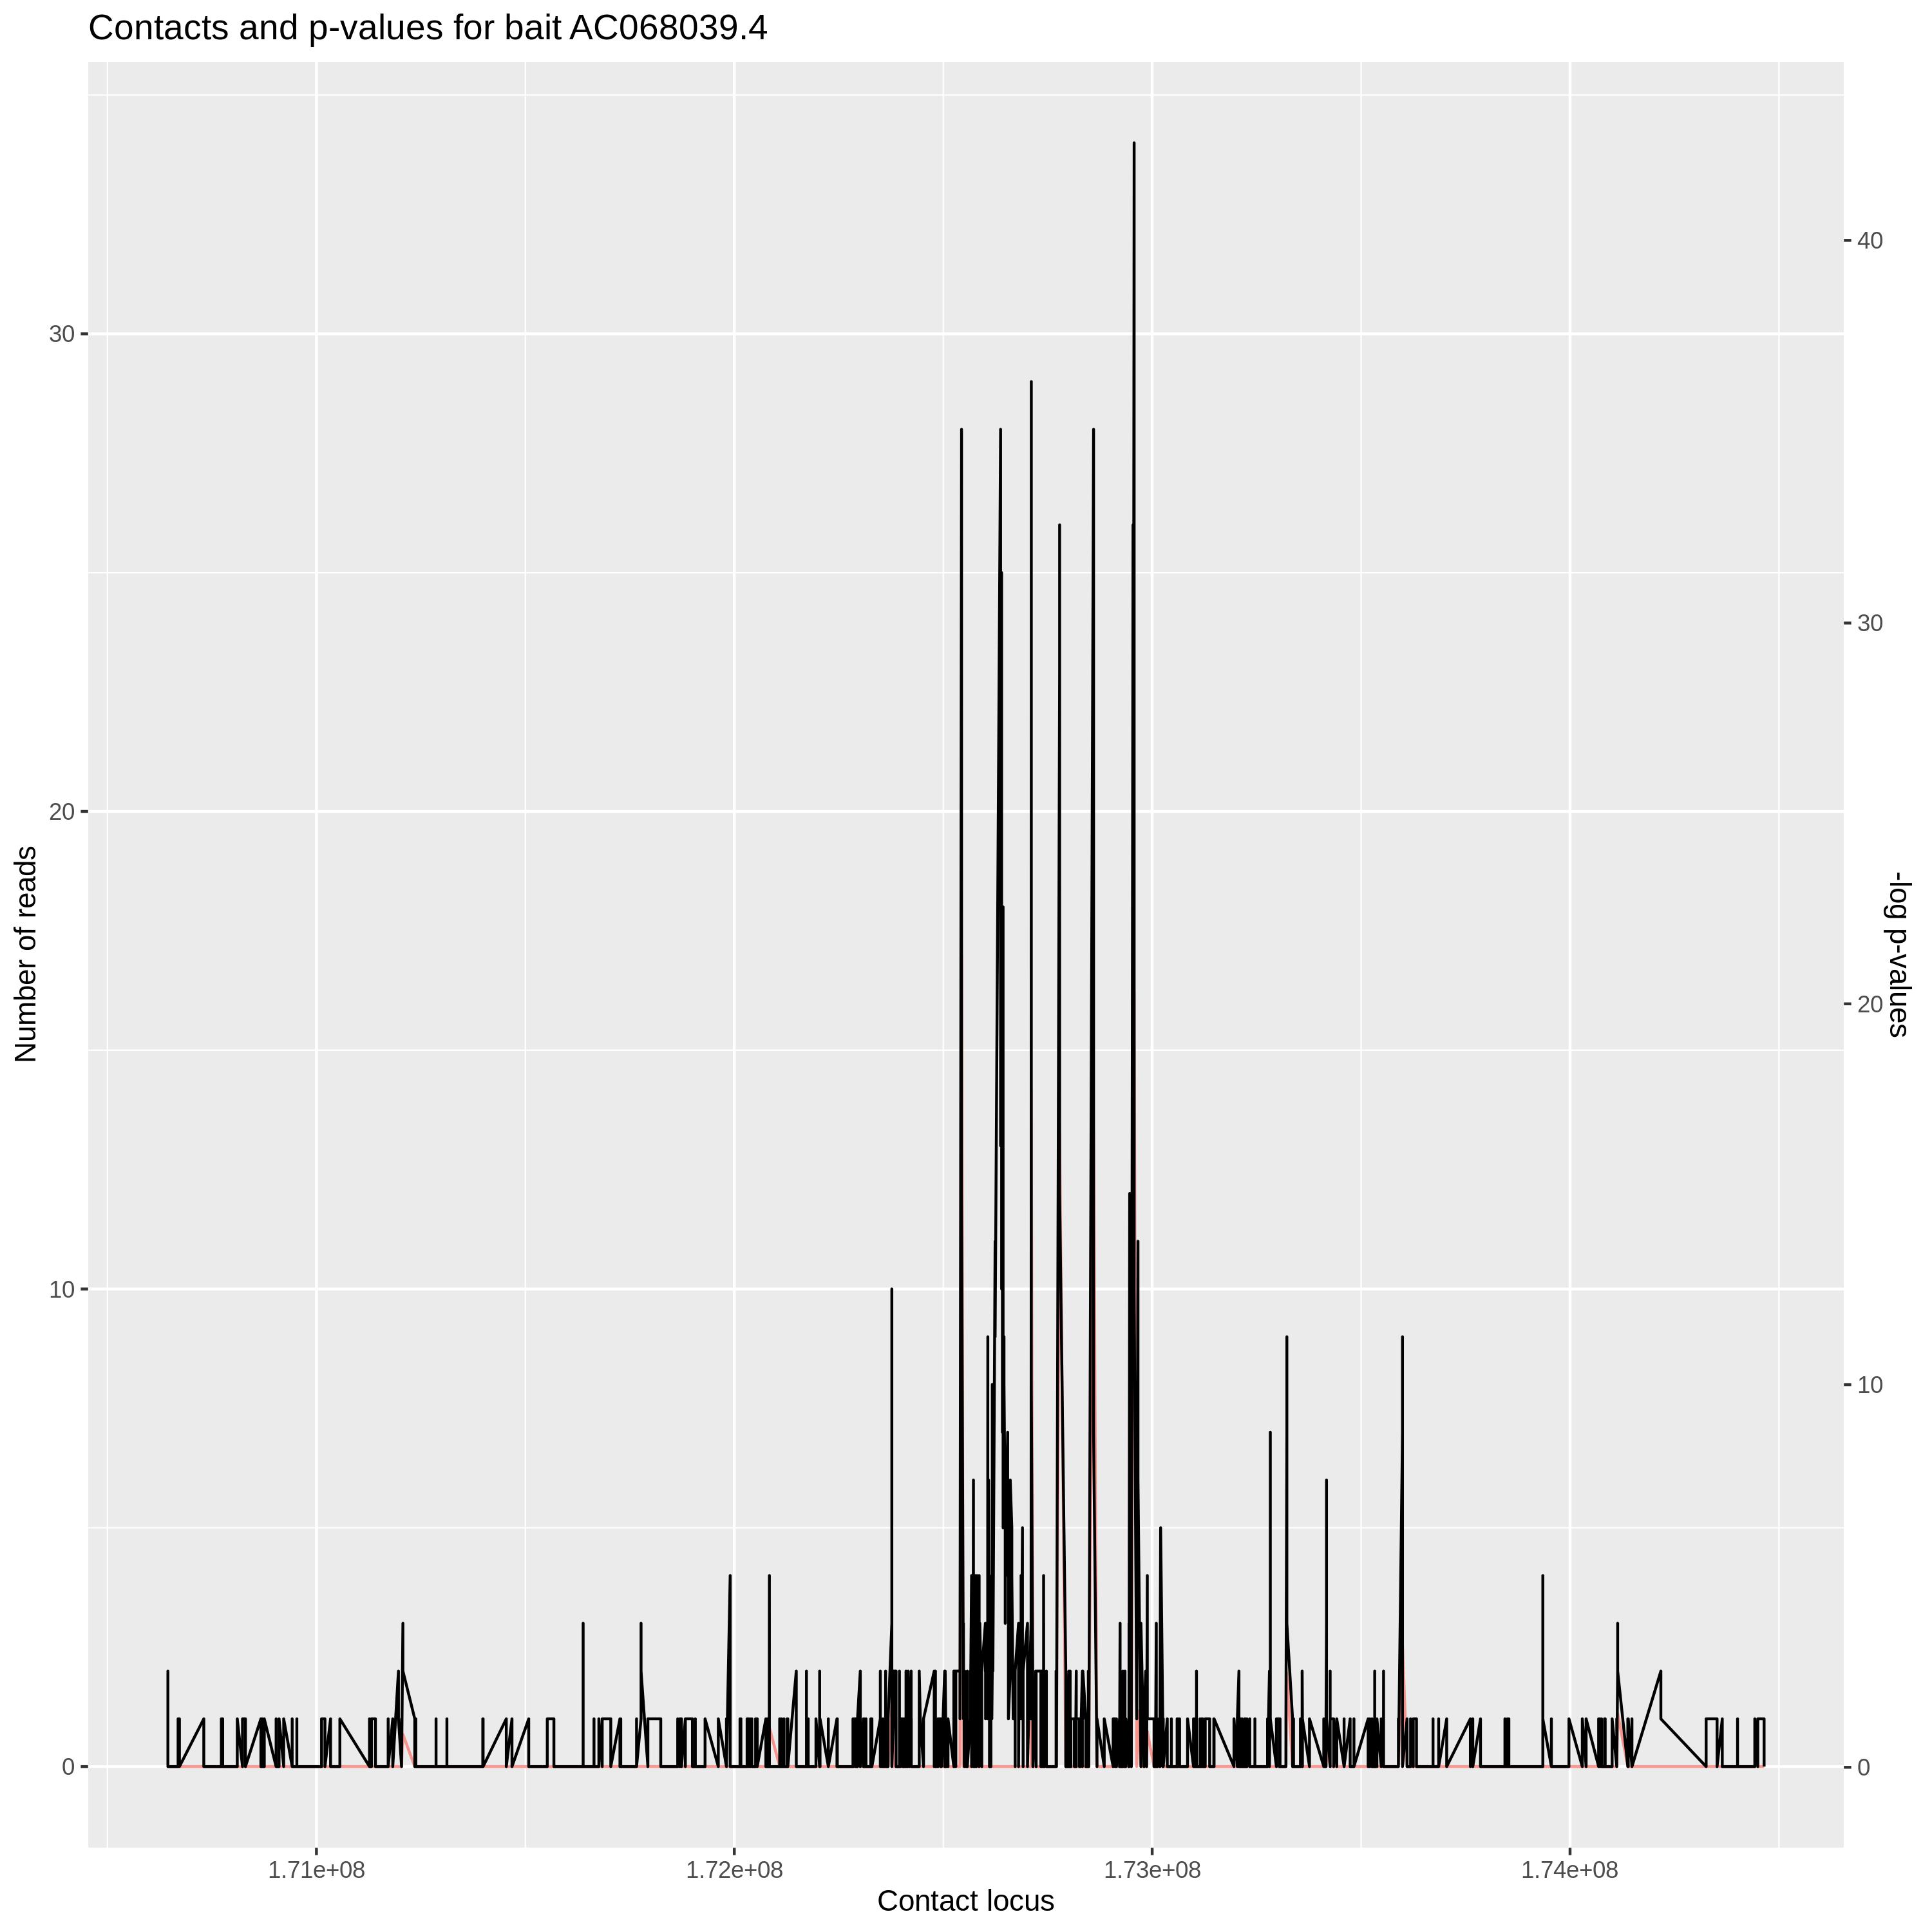 Contacts and p-values for bait AC068039.4
Number of reads
30
20
10
0
40
30
20
10
0
-log p-values
1.71e+08 1.72e+08 1.73e+08 1.74e+08
Contact locus